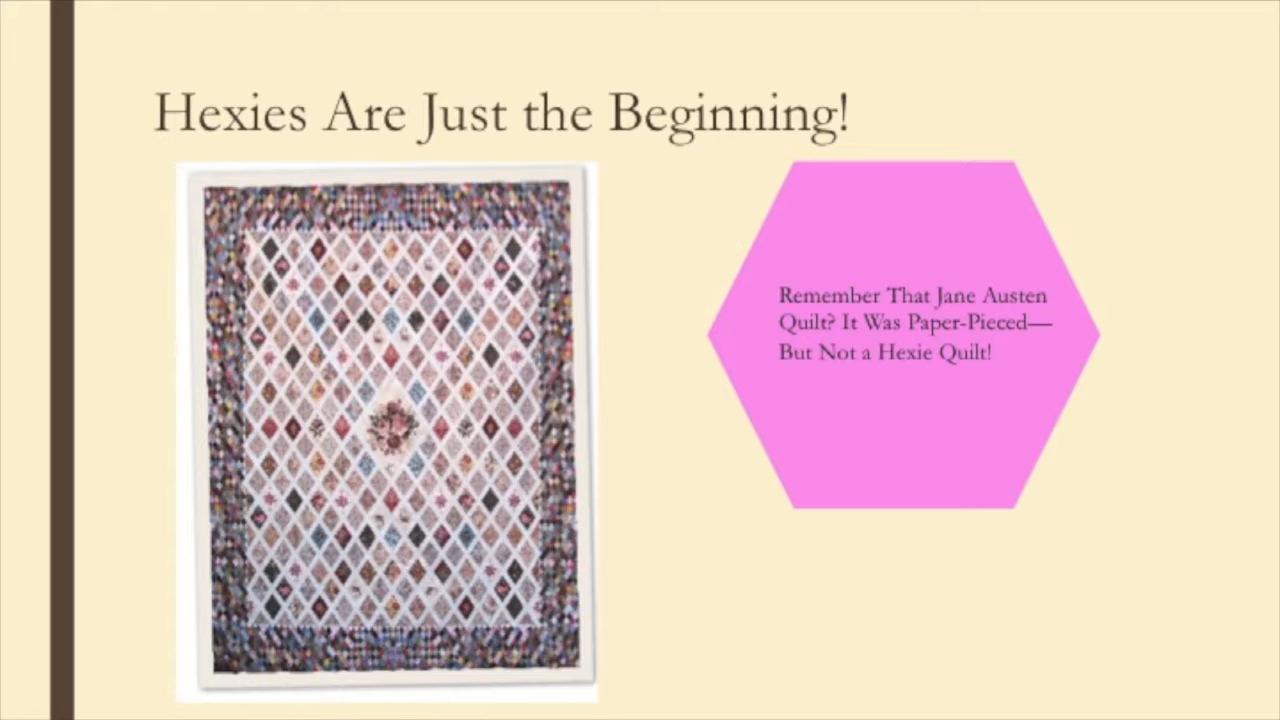 Hexies Are Just the Beginning!
Remember That Jane Austen
Quilt? It Was Paper-Pieced—
But Not a Hexie Quilt!